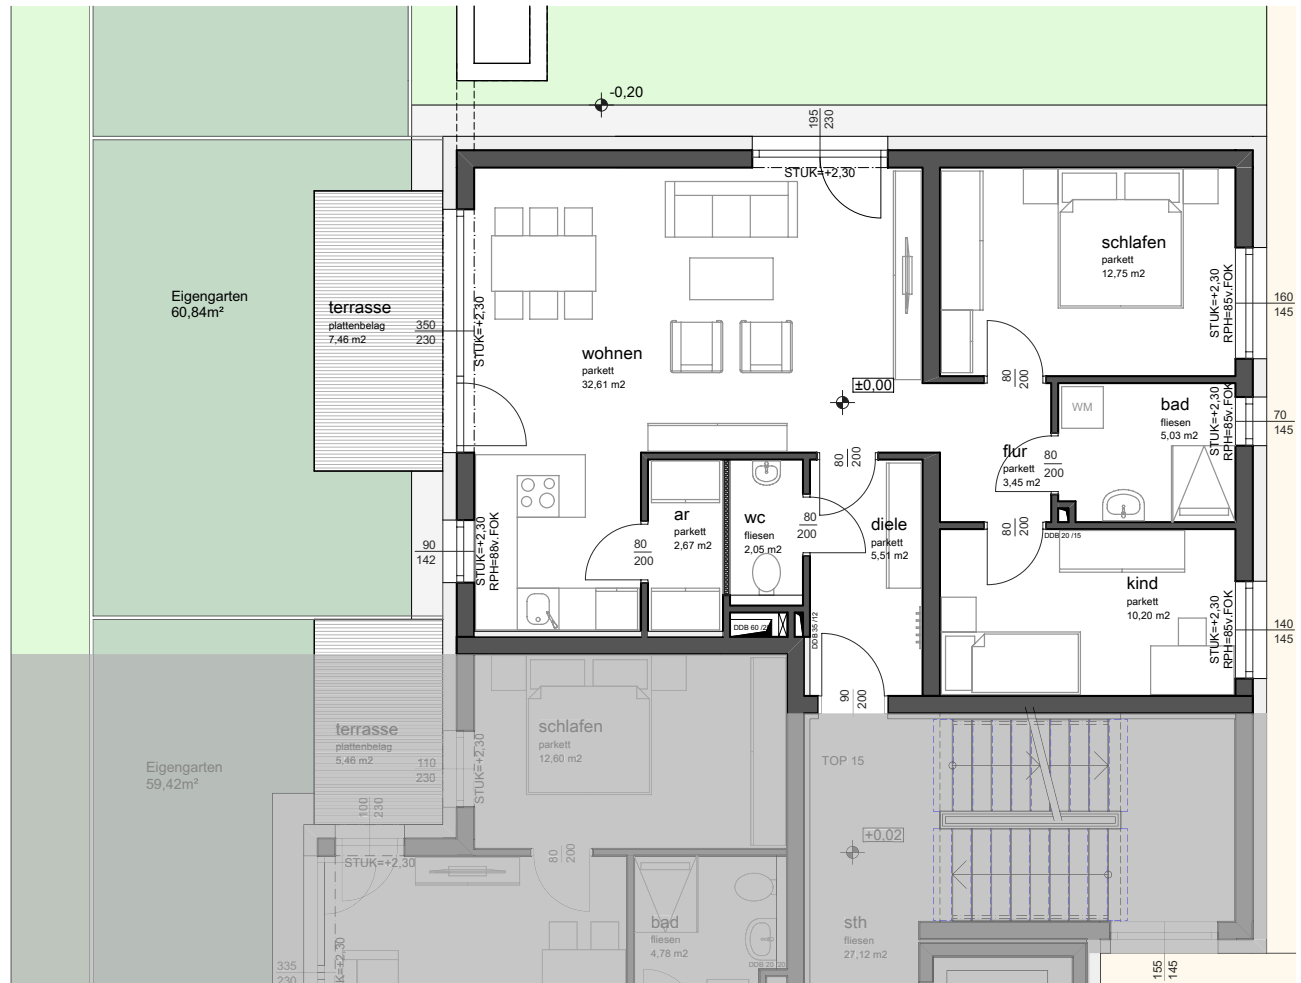 -0,20
195
230
STUK=+2,30
schlafen
parkett
12,75 m2
STUK=+2,30
RPH=85v.FOK
160
145
Eigengarten
60,84m²
terrasse
plattenbelag
7,46 m2
350
230
STUK=+2,30
wohnen
parkett
32,61 m2
±0,00
80
200
WM
bad
fliesen
5,03 m2
STUK=+2,30
RPH=85v.FOK
70
145
flur
parkett
3,45 m2
80
200
80
200
90
142
STUK=+2,30
RPH=88v.FOK
80
200
ar
parkett
2,67 m2
wc
fliesen
2,05 m2
80
200
diele
parkett
5,51 m2
80
200
DDB 20 /15
kind
parkett
10,20 m2
STUK=+2,30
RPH=85v.FOK
140
145
DDB 60 /2
DDB 35 /12
90
200
terrasse
plattenbelag
5,46 m2
110
230
STUK=+2,30
schlafen
parkett
12,60 m2
Eigengarten
59,42m²
TOP 15
100
230
STUK=+2,30
80
200
+0,02
bad
fliesen
4,78 m2
DDB 20 /20
sth
fliesen
27,12 m2
335
230
K=+2,30
155
145